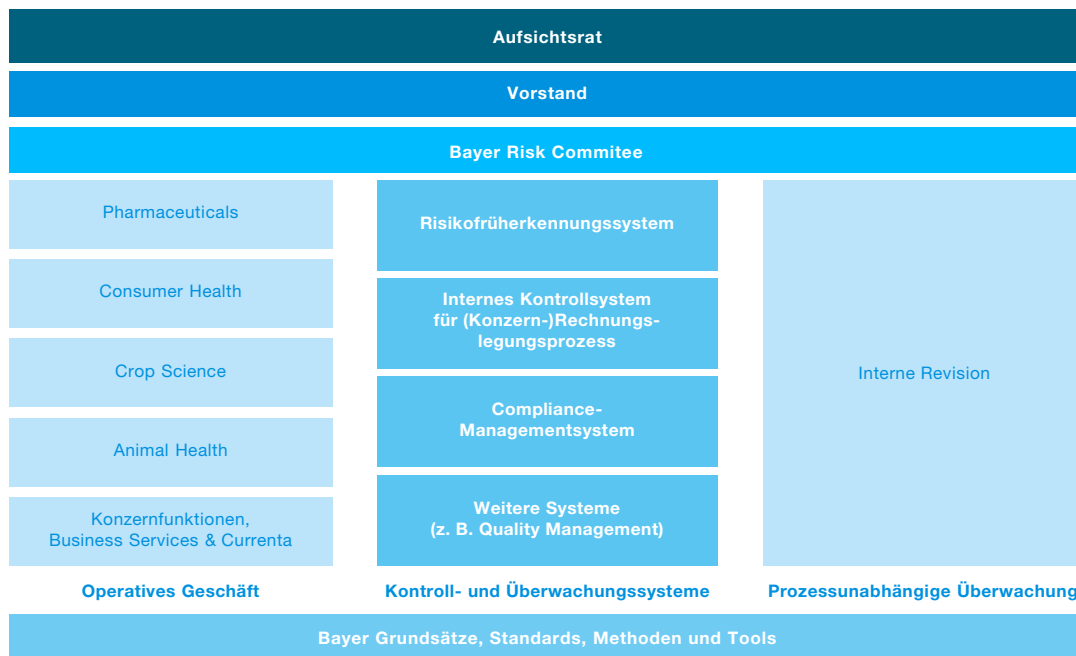 Aufsichtsrat
Vorstand
Bayer Risk Commitee
Pharmaceuticals
Consumer Health
Crop Science
Animal Health
Konzernfunktionen,
Business Services & Currenta
Operatives Geschäft
Risikofrüherkennungssystem
Internes Kontrollsystem
für (Konzern-)Rechnungs-
legungsprozess
Compliance-
Managementsystem
Weitere Systeme
(z. B. Quality Management)
Kontroll- und Überwachungssysteme
Interne Revision
Prozessunabhängige Überwachung
Bayer Grundsätze, Standards, Methoden und Tools